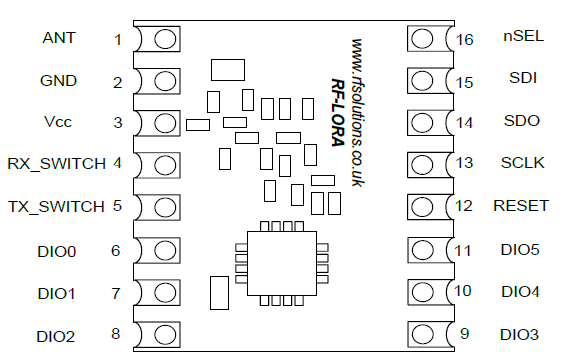 ANT 1 16 nSEL
GND 2 15 SDI
Vcc 3 14 SDO
RX_SWITCH 4 13 SCLK
TX_SWITCH 5 12 RESET
DIO0 6 11 DIO5
DIO1 7 10 DIO4
DIO2 8 9 DIO3
www.rfsolutions.co.uk
RF-LORA